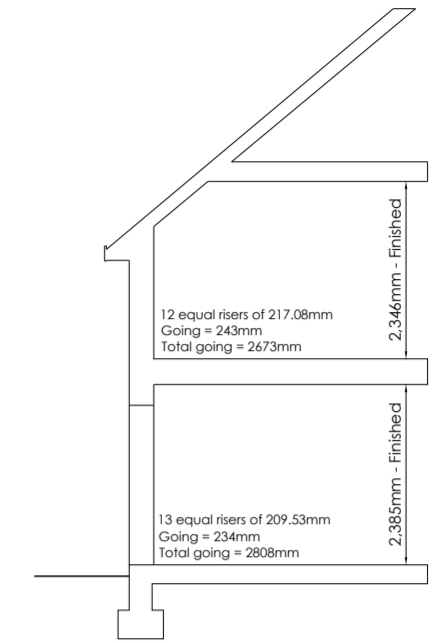 12 equal risers of 217.08mm
Going = 243mm
Total going = 2673mm
2,346mm - Finished
13 equal risers of 209.53mm
Going = 234mm
Total going = 2808mm
2,385mm - Finished